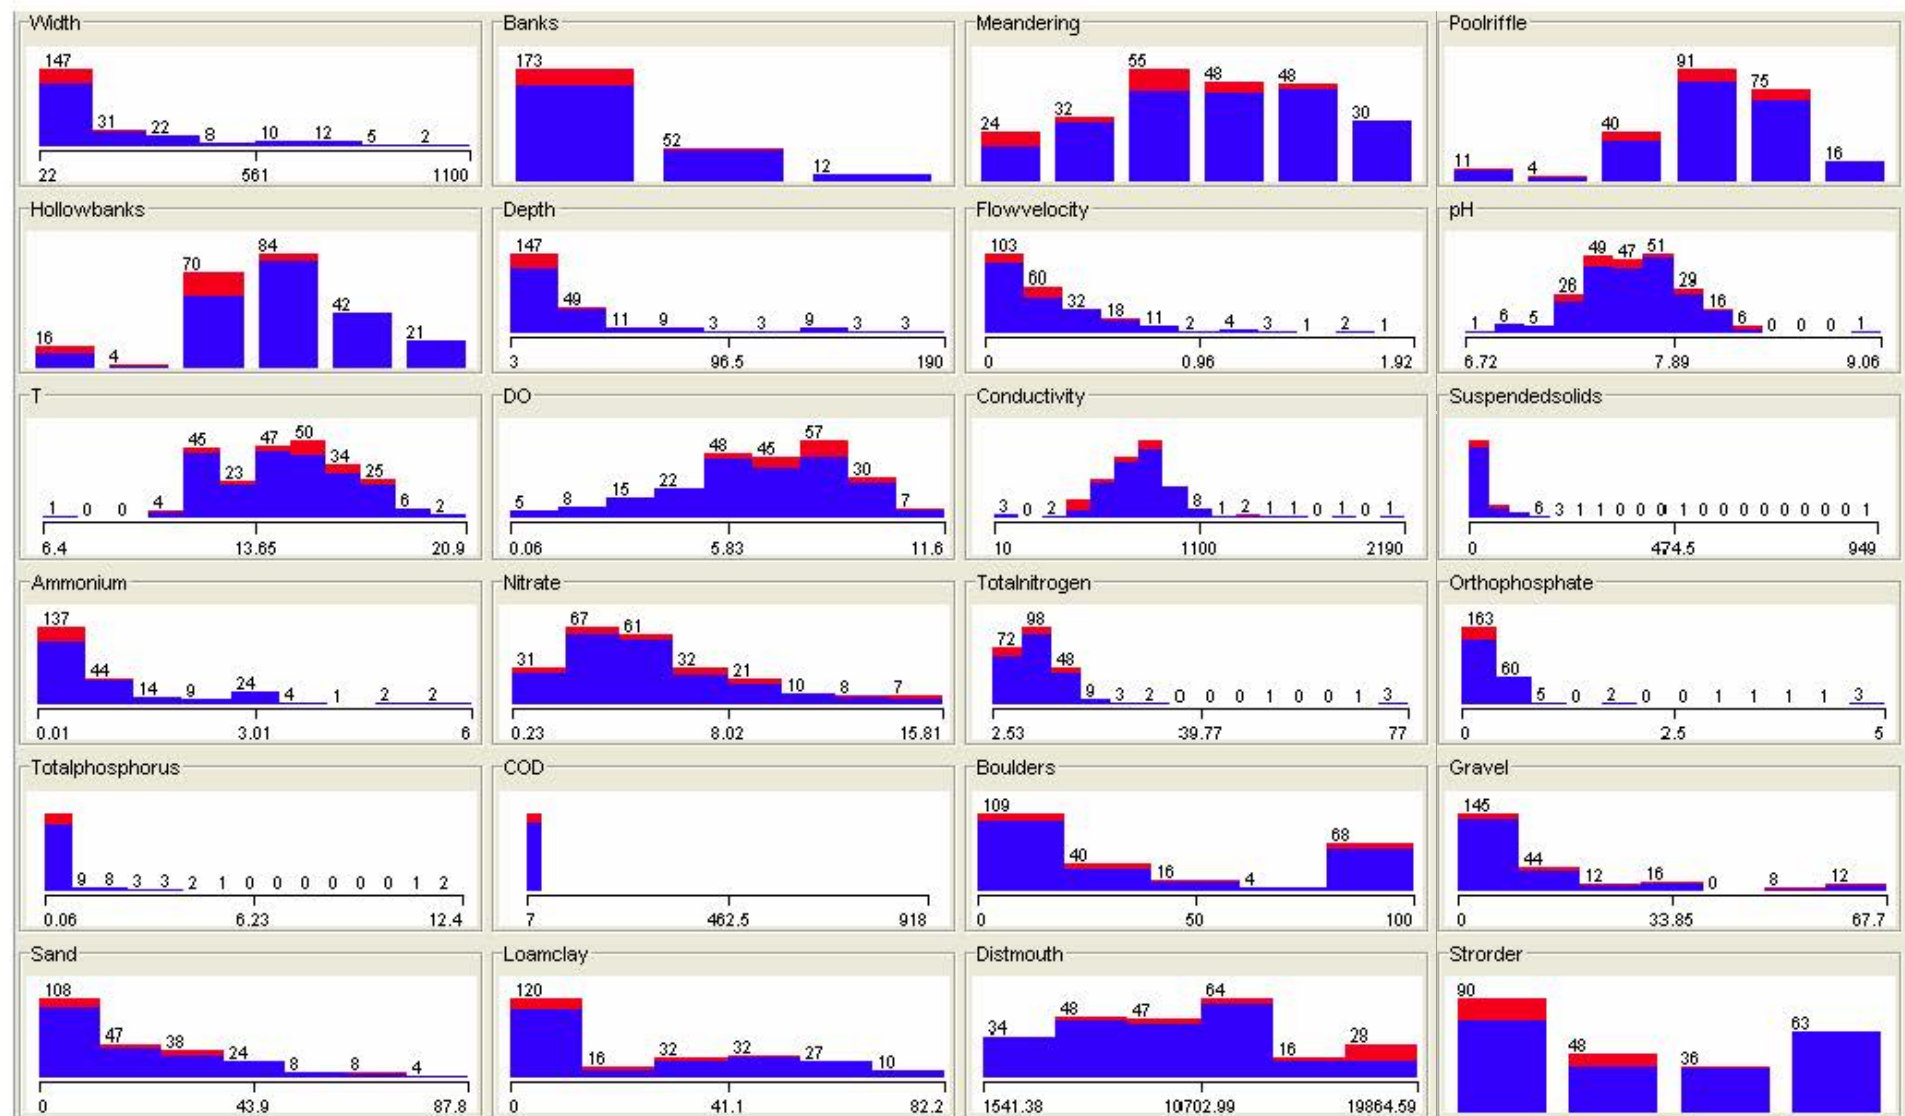 Width Banks Meandering Poolriffle
147 31 22 8 10 12 5 2
22 561 1100
173 52 12
24 32 55 48 48 30
11 4 40 91 75 16
Hollowbanks Depth Flowvelocity pH
16 4 70 84 42 21
147 49 11 9 3 3 9 3 3
3 96.5 190
103 60 32 18 11 2 4 3 1 2 1
0 0.96 1.92
1 6 5 26 49 47 51 29 16 6 0 0 0 1
6.72 7.89 9.06
T DO Conductivity Suspendedsolids
1 0 0 4 45 23 47 50 34 25 6 2
6.4 13.65 20.9
5 8 15 22 48 45 57 30 7
0.06 5.83 11.6
3 0 2 8 1 2 1 1 0 1 0 1
10 1100 2190
6 3 1 1 0 0 0 1 0 0 0 0 0 0 0 0 1
0 474.5 949
Ammonium Nitrate Totalnitrogen Orthophosphate
137 44 14 9 24 4 1 2 2
0.01 3.01 6
31 67 61 32 21 10 8 7
0.23 8.02 15.81
72 98 48 9 3 2 0 0 0 1 0 0 1 3
2.53 39.77 77
163 60 5 0 2 0 0 1 1 1 1 3
0 2.5 5
Totalphosphorus COD Boulders Gravel
9 8 3 3 2 1 0 0 0 0 0 0 1 2
0.06 6.23 12.4
7 462.5 918
109 40 16 4 68
0 50 100
145 44 12 16 0 8 12
0 33.85 67.7
Sand Loamclay Distmouth Strorder
108 47 38 24 8 8 4
0 43.9 87.8
120 16 32 32 27 10
0 41.1 82.2
34 48 47 64 16 28
1541.38 10702.99 19864.59
90 48 36 63